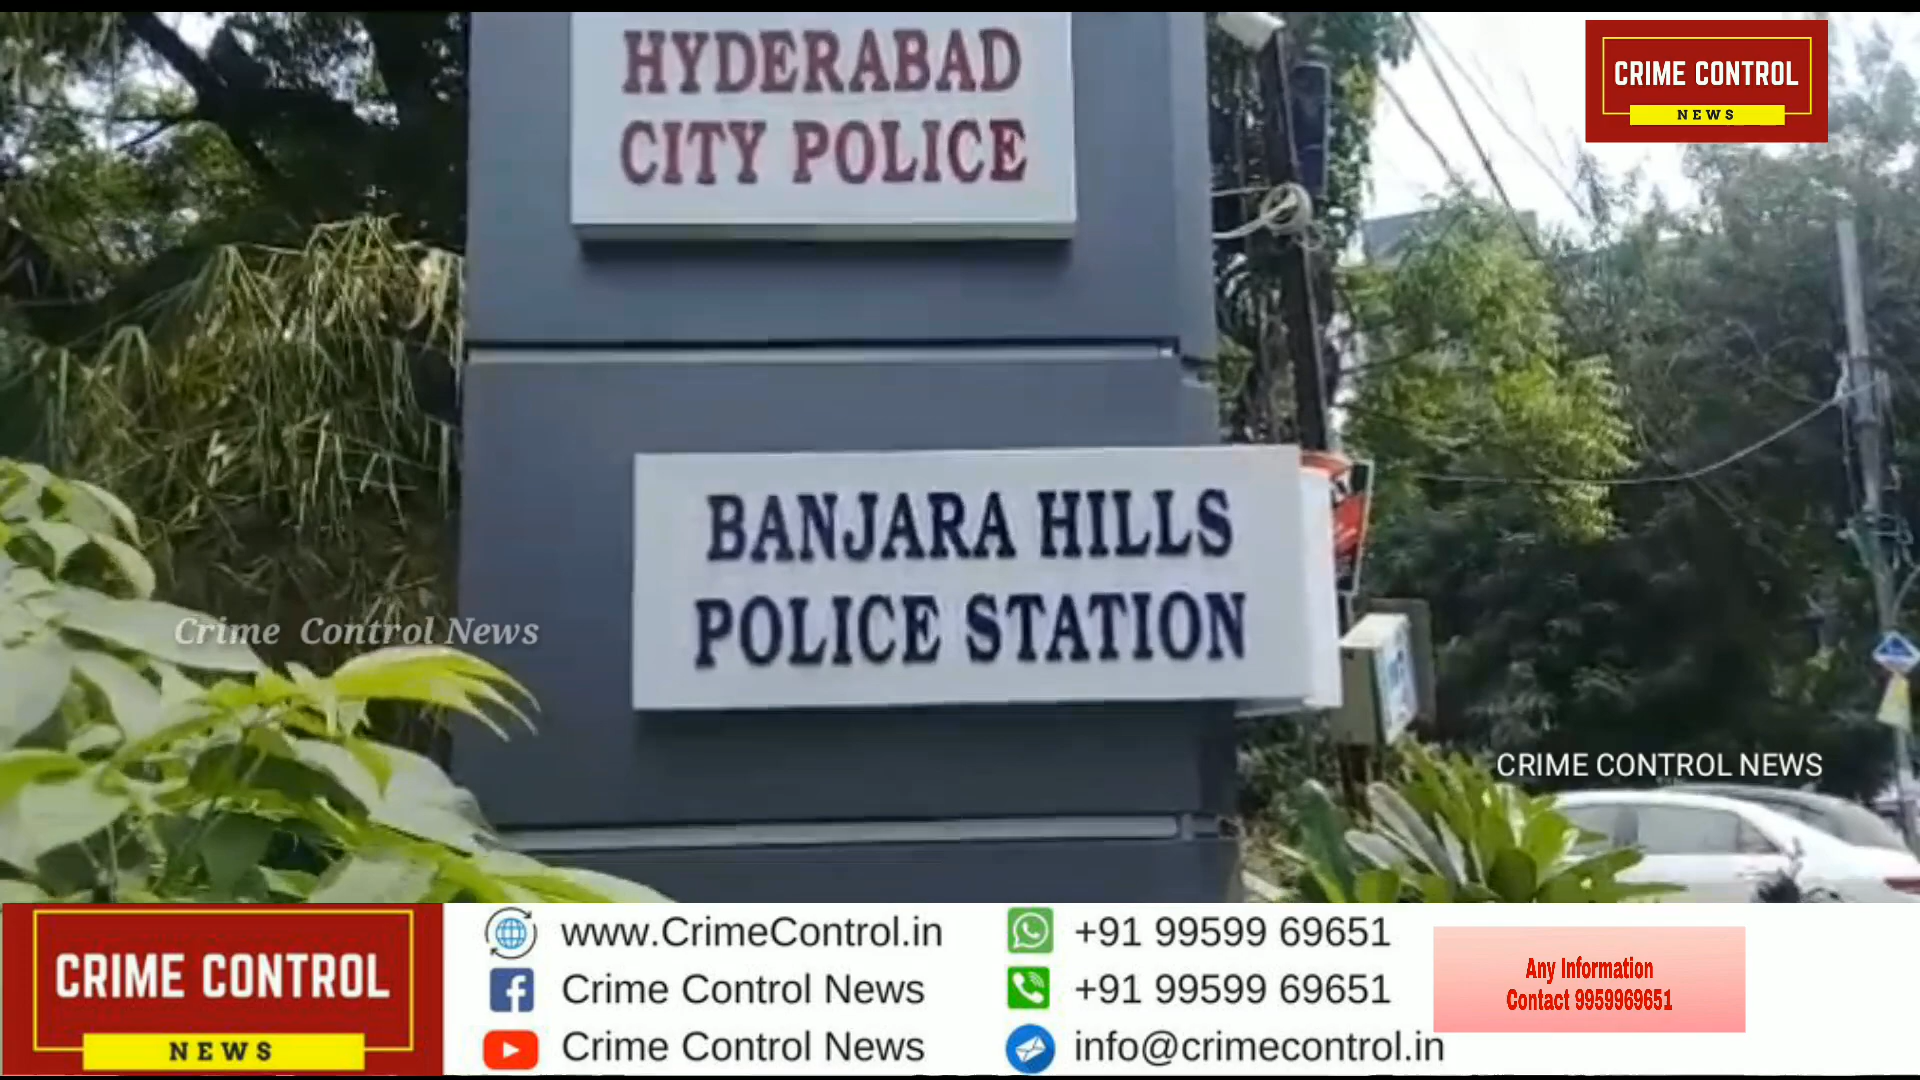 HYDERABAD
CITY POLICE
CRIME CONTROL
NEWS
BANJARA HILLS
POLICE STATION
Crime Control News
CRIME CONTROL NEWS
CRIME CONTROL
NEWS
www.CrimeControl.in
Crime Control News
Crime Control News
+91 99599 69651
+91 99599 69651
info@crimecontrol.in
Any Information
Contact 9959969651